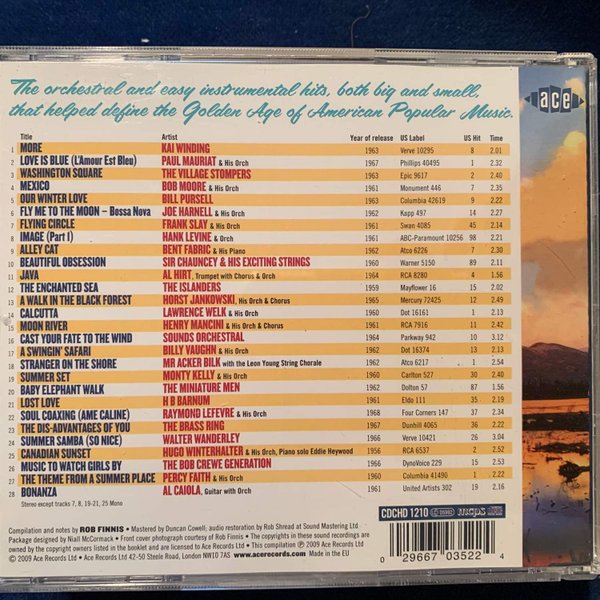 The orchestral and easy instrumental hits, both big and small,
that helped define the Golden Age of American Popular Music.
ace
Title Artist Year of release US Label US Hit Time
1 MORE KAI WINDING 1963 Verve 10295 8 2.01
2 LOVE IS BLUE (L'Amour Est Bleu) PAUL MAURIAT & His Orch 1967 Phillips 40495 1 2.32
3 WASHINGTON SQUARE THE VILLAGE STOMPERS 1963 Epic 9617 2 2.40
4 MEXICO BOB MOORE & His Orch 1961 Monument 446 7 2.35
5 OUR WINTER LOVE BILL PURSELL 1963 Columbia 42619 9 2.22
6 FLY ME TO THE MOON – Bossa Nova JOE HARNELL & His Orch 1962 Kapp 497 14 2.27
7 FLYING CIRCLE FRANK SLAY & His Orch 1961 Swan 4085 45 2.14
8 IMAGE (Part I) HANK LEVINE & Orch 1961 ABC-Paramount 10256 98 2.21
9 ALLEY CAT BENT FABRIC & His Piano 1962 Atco 6226 7 2.30
10 BEAUTIFUL OBSESSION SIR CHAUNCEY & HIS EXCITING STRINGS 1960 Warner 5150 89 2.11
11 JAVA AL HIRT, Trumpet with Chorus & Orch 1964 RCA 8280 4 1.56
12 THE ENCHANTED SEA THE ISLANDERS 1959 Mayflower 16 15 2.02
13 A WALK IN THE BLACK FOREST HORST JANKOWSKI, His Orch & Chorus 1965 Mercury 72425 12 2.49
14 CALCUTTA LAWRENCE WELK & His Orch 1960 Dot 16161 1 2.13
15 MOON RIVER HENRY MANCINI & His Orch & Chorus 1961 RCA 7916 11 2.42
16 CAST YOUR FATE TO THE WIND SOUNDS ORCHESTRAL 1964 Parkway 942 10 3.12
17 A SWINGIN' SAFARI BILLY VAUGHN & his Orch 1962 Dot 16374 13 2.13
18 STRANGER ON THE SHORE MR ACKER BILK with the Leon Young String Chorale 1962 Atco 6217 1 2.54
19 SUMMER SET MONTY KELLY & his Orch 1960 Carlton 527 30 2.40
20 BABY ELEPHANT WALK THE MINIATURE MEN 1962 Dolton 57 87 1.56
21 LOST LOVE H B BARNUM 1961 Eldo 111 35 2.19
22 SOUL COAXING (AME CALINE) RAYMOND LEFEVRE & His Orch 1968 Four Corners 147 37 2.34
23 THE DIS-ADVANTAGES OF YOU THE BRASS RING 1967 Dunhill 4065 36 2.22
24 SUMMER SAMBA (SO NICE) WALTER WANDERLEY 1966 Verve 10421 26 3.04
25 CANADIAN SUNSET HUGO WINTERHALTER & His Orch, Piano solo Eddie Heywood 1956 RCA 6537 2 2.53
26 MUSIC TO WATCH GIRLS BY THE BOB CREWE GENERATION 1966 DynoVoice 229 15 2.53
27 THE THEME FROM A SUMMER PLACE PERCY FAITH & his Orch 1960 Columbia 41490 1 2.22
28 BONANZA AL CAIOLA, Guitar with Orch 1961 United Artists 302 19 2.16
Stereo except tracks 7, 8, 19-21, 25 Mono
Compilation and notes by ROB FINNIS • Mastered by Duncan Cowell; audio restoration by Rob Shread at Sound Mastering Ltd
Package designed by Niall McCormack • Front cover photograph courtesy of Rob Finnis • The copyright in these sound recordings
are owned by the copyright owners listed in the booklet and are licensed to Ace Records Ltd • This compilation ℗ 2009 Ace Records Ltd
© 2009 Ace Records Ltd • Ace Records Ltd 42-50 Steele Road, London NW10 7AS. www.acerecords.com Made in the EU
CDCHD 1210 mcps
0 29667 03522 4